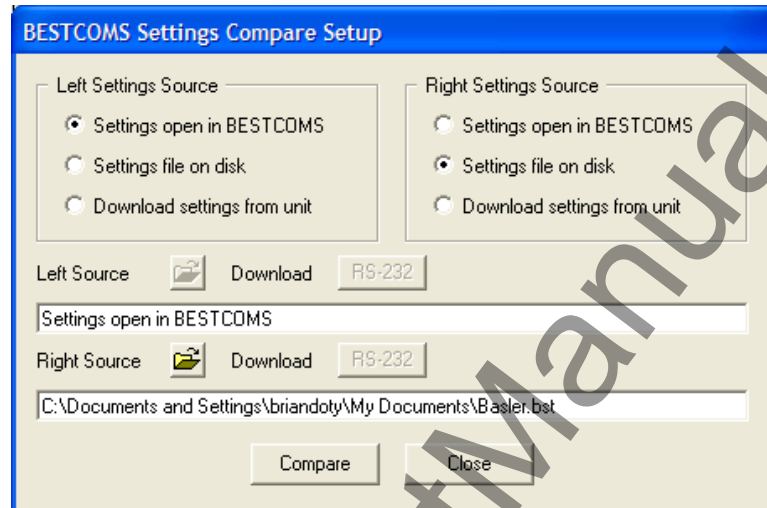 BESTCOMS Settings Compare Setup
Left Settings Source
Right Settings Source
Settings open in BESTCOMS
Settings open in BESTCOMS
Settings file on disk
Settings file on disk
Download settings from unit
Download settings from unit
Left Source Download RS-232
Settings open in BESTCOMS
Right Source Download RS-232
C:\Documents and Settings\briandoty\My Documents\Basler.bst
Compare Close
tManual